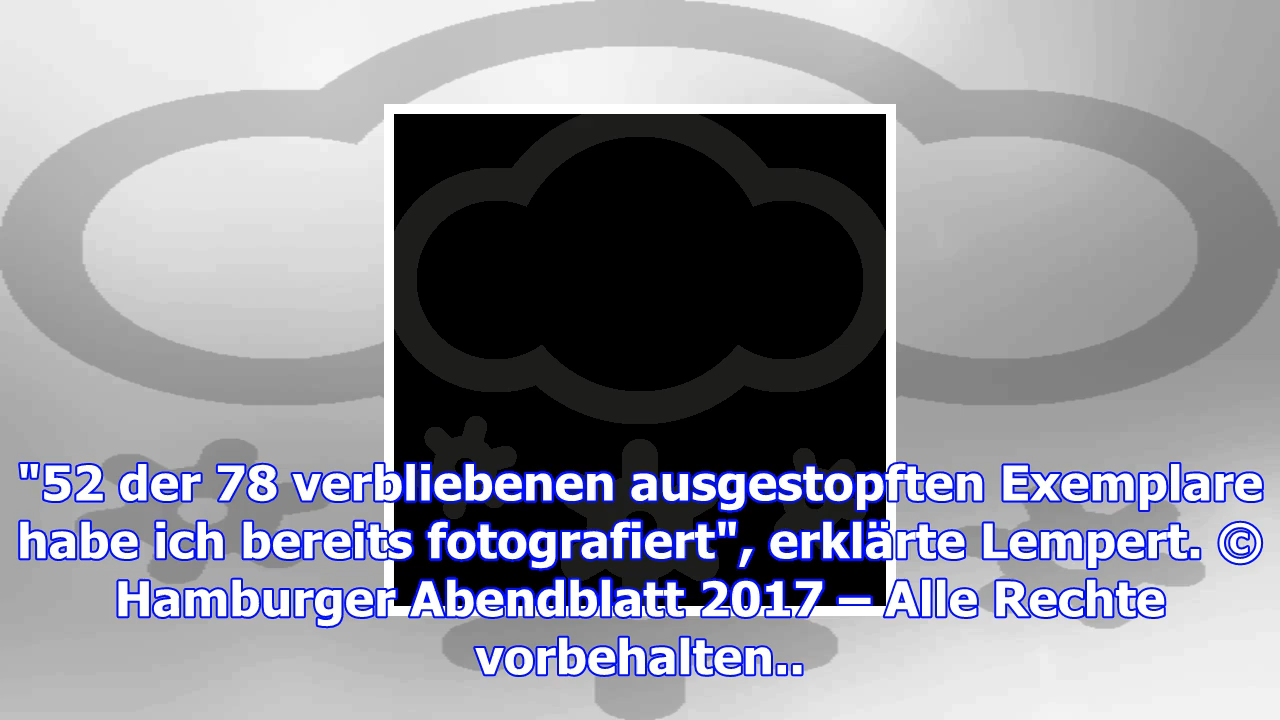 "52 der 78 verbliebenen ausgestopften Exemplare
habe ich bereits fotografiert", erklärte Lempert. ©
Hamburger Abendblatt 2017 – Alle Rechte
vorbehalten..